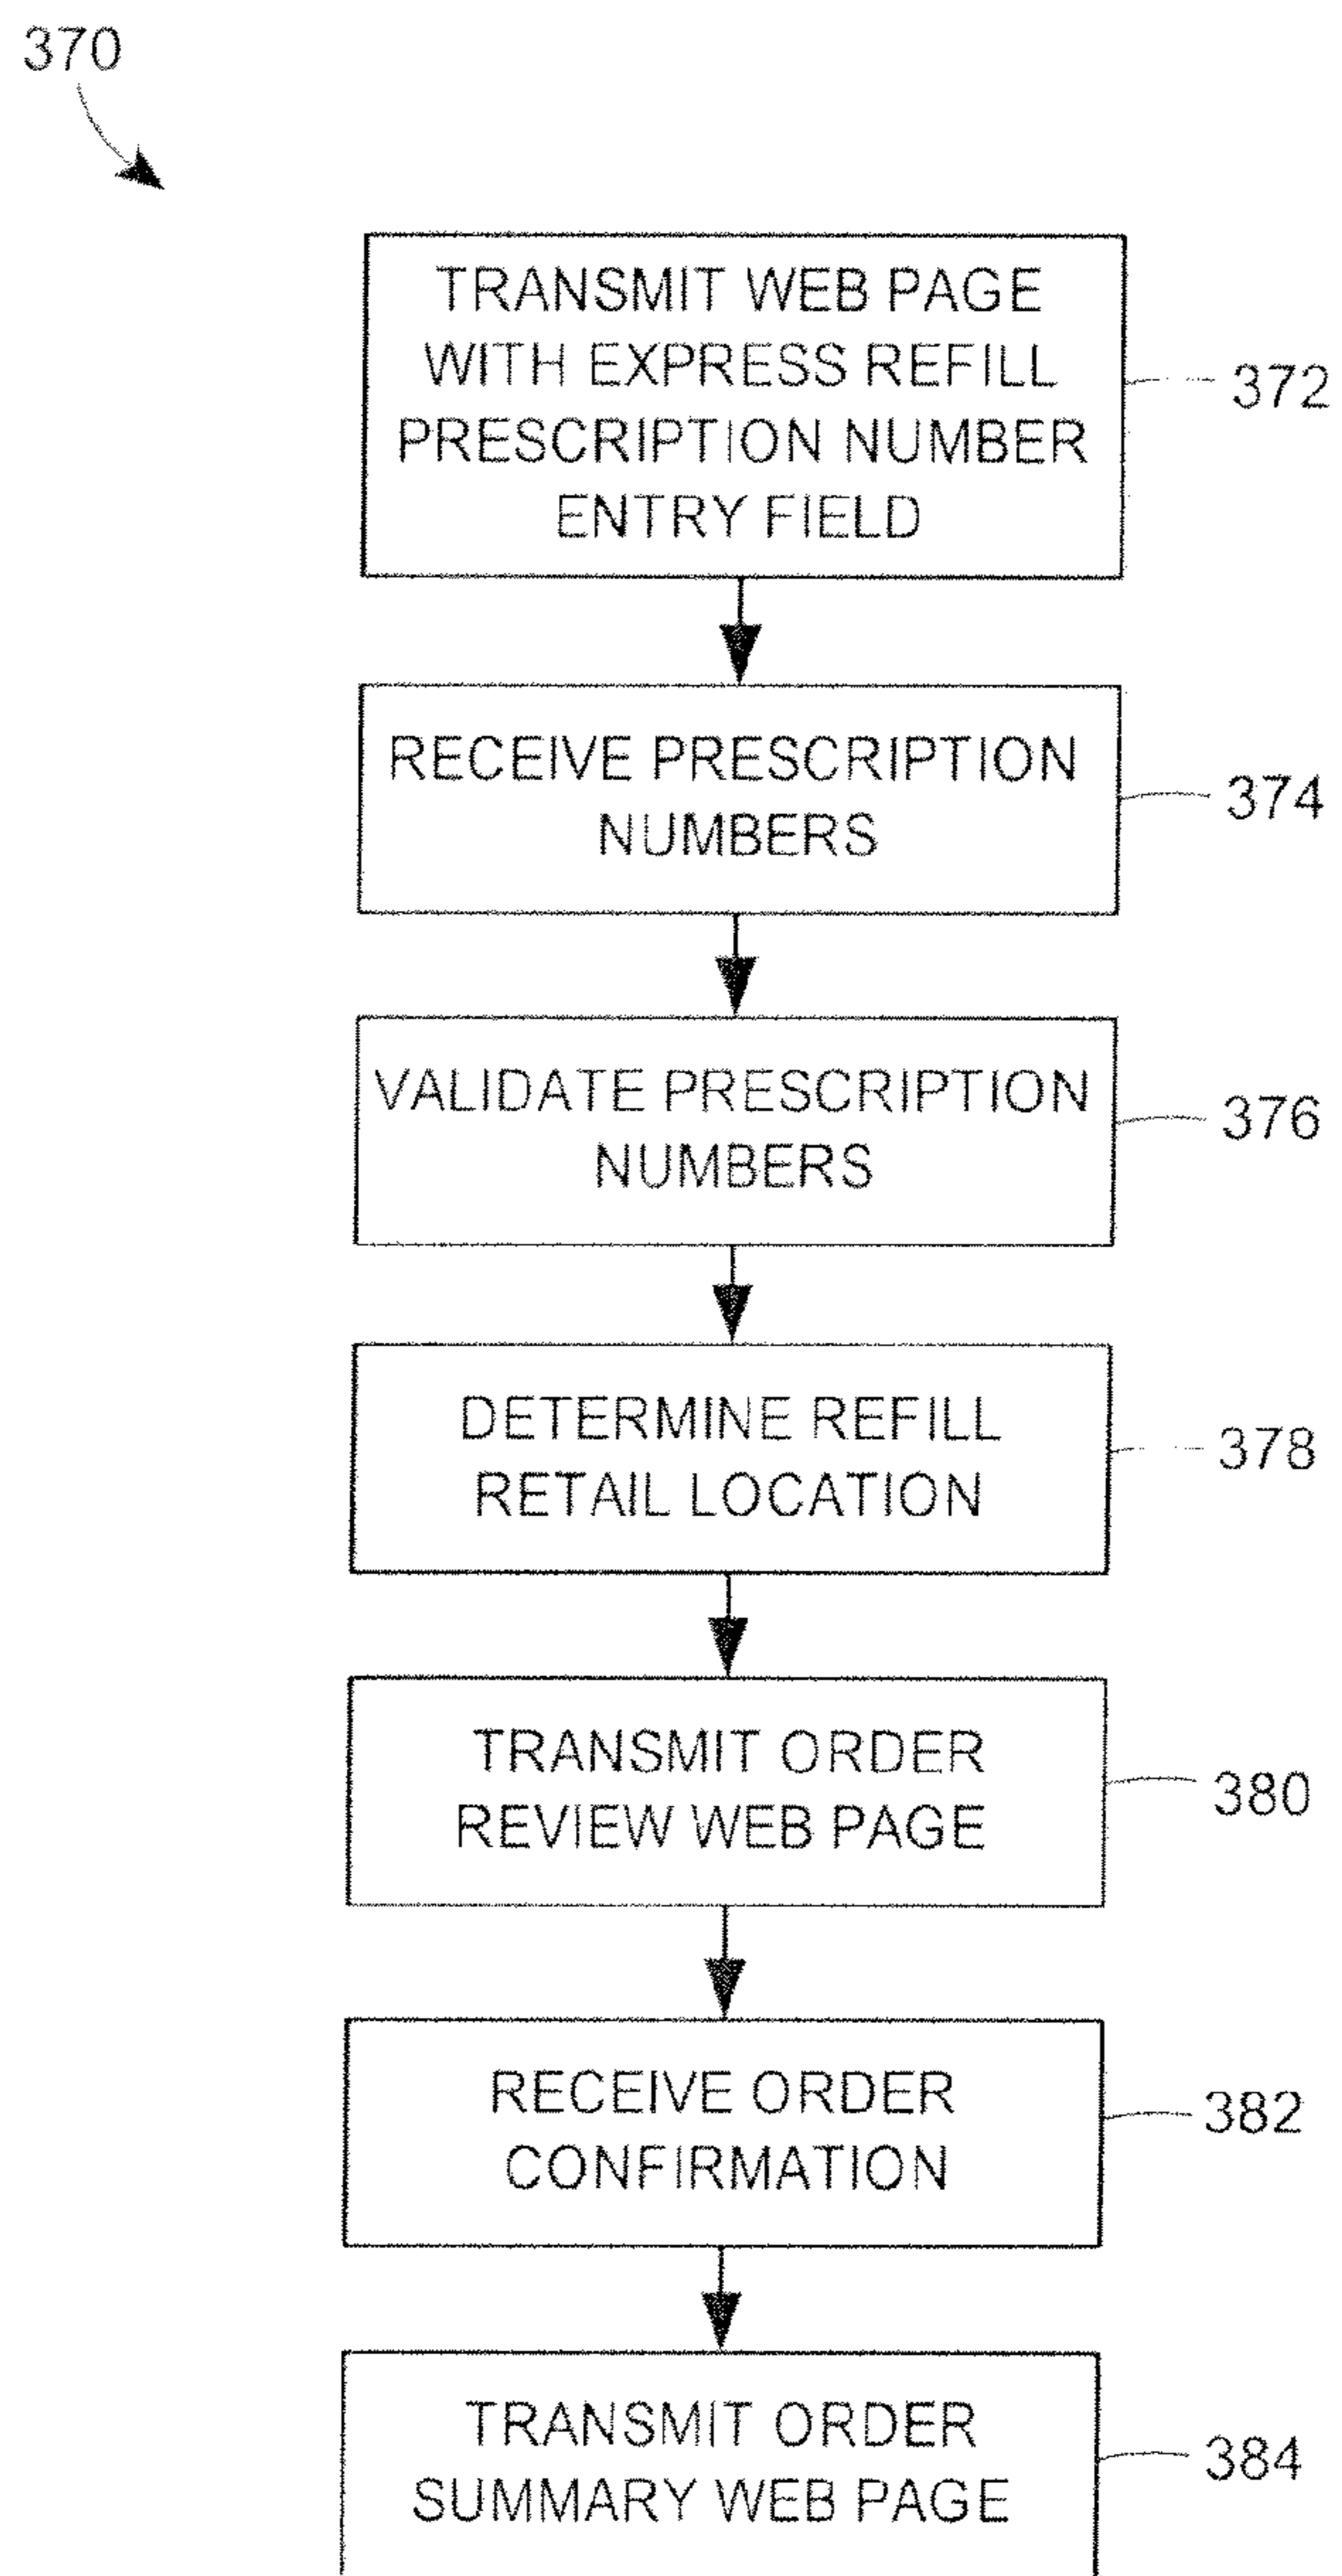 370
TRANSMIT WEB PAGE
WITH EXPRESS REFILL
PRESCRIPTION NUMBER
ENTRY FIELD
372
RECEIVE PRESCRIPTION
NUMBERS
374
VALIDATE PRESCRIPTION
NUMBERS
376
DETERMINE REFILL
RETAIL LOCATION
378
TRANSMIT ORDER
REVIEW WEB PAGE
380
RECEIVE ORDER
CONFIRMATION
382
TRANSMIT ORDER
SUMMARY WEB PAGE
384